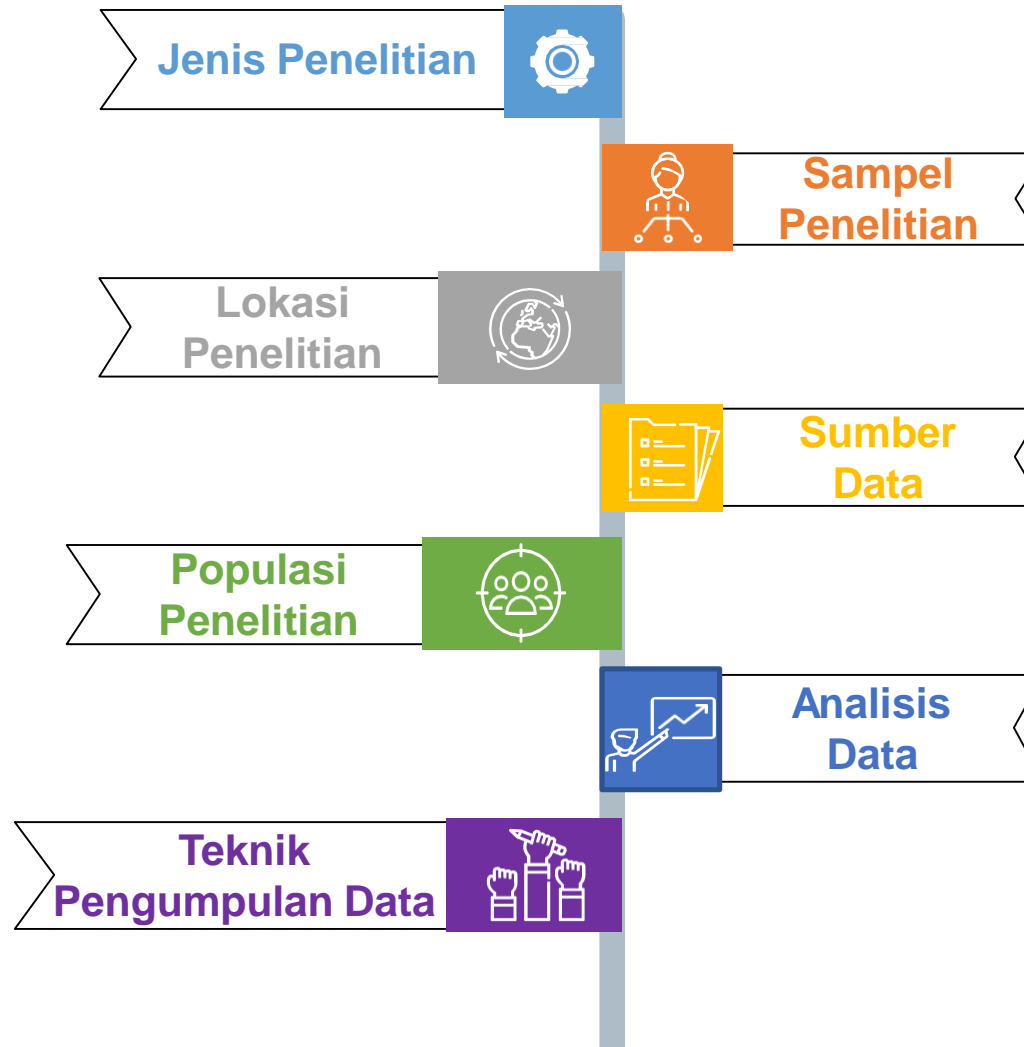 Jenis Penelitian
Sampel
Penelitian
Lokasi
Penelitian
Sumber
Data
Populasi
Penelitian
Analisis
Data
Teknik
Pengumpulan Data